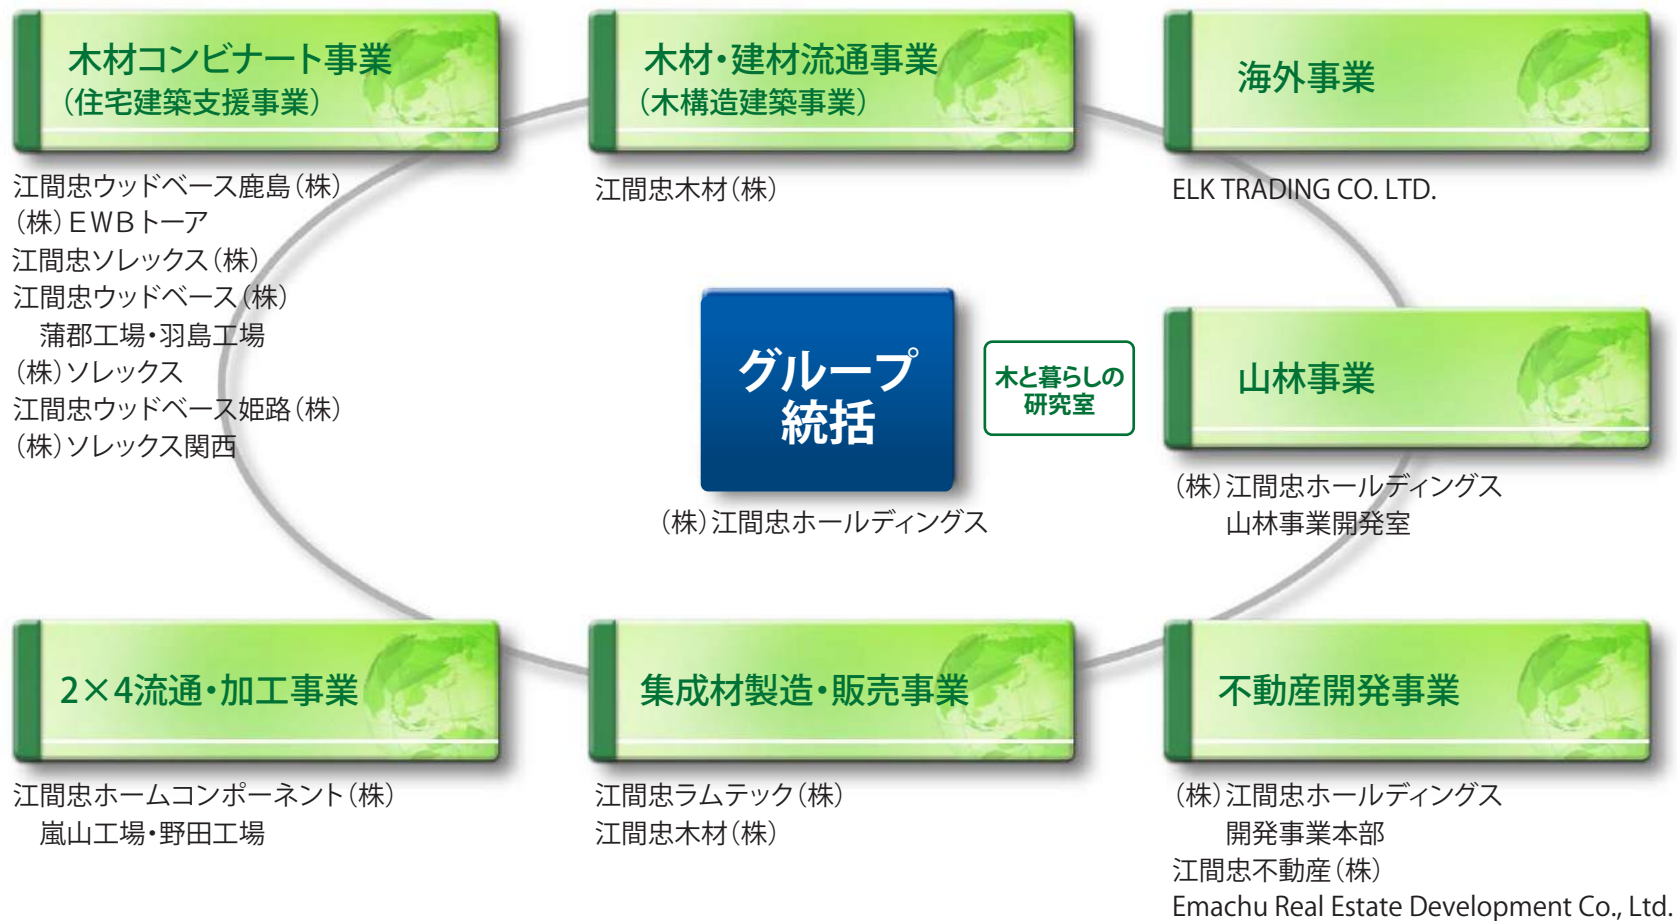 木材コンビナート事業
（住宅建築支援事業）
江間忠ウッドベース鹿島（株）
（株）ＥＷＢトーア
江間忠ソレックス（株）
江間忠ウッドベース（株）
蒲郡工場・羽島工場
（株）ソレックス
江間忠ウッドベース姫路（株）
（株）ソレックス関西
木材・建材流通事業
（木構造建築事業）
江間忠木材（株）
海外事業
ELK TRADING CO. LTD.
グループ
統括
（株）江間忠ホールディングス
木と暮らしの
研究室
山林事業
（株）江間忠ホールディングス
山林事業開発室
2×4流通・加工事業
江間忠ホームコンポーネント（株）
嵐山工場・野田工場
集成材製造・販売事業
江間忠ラムテック（株）
江間忠木材（株）
不動産開発事業
（株）江間忠ホールディングス
開発事業本部
江間忠不動産（株）
Emachu Real Estate Development Co., Ltd.